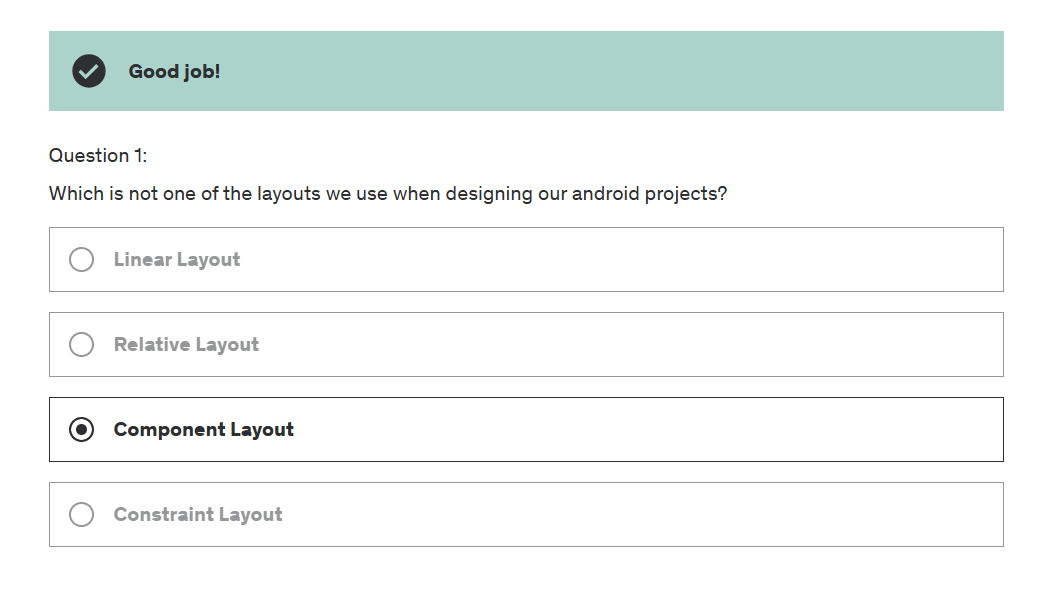 Good job!
Question 1:
Which is not one of the layouts we use when designing our android projects?
Linear Layout
Relative Layout
Component Layout
Constraint Layout